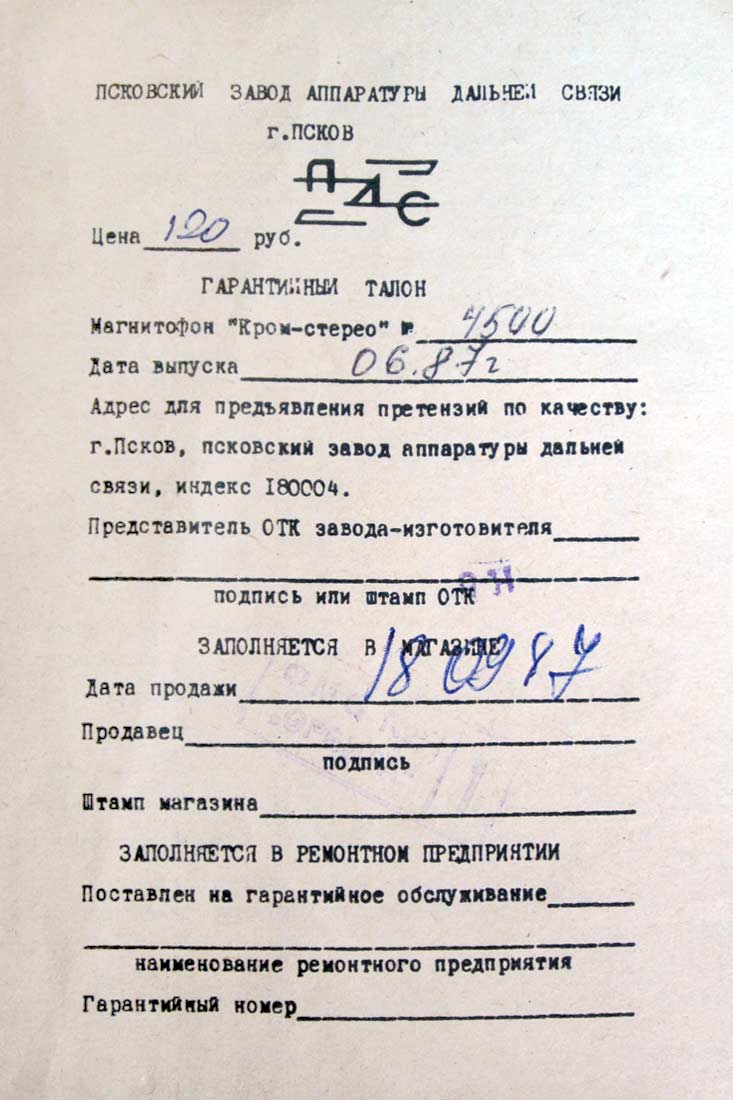 ПСКОВСКИЙ ЗАВОД АППАРАТУРЫ ДАЛЬНЕЙ СВЯЗИ
г.ПСКОВ
АДС
Цена 120 руб.
ГАРАНТИЙНЫЙ ТАЛОН
Магнитофон "Кром-стерео" № 4500
Дата выпуска 06.87г
Адрес для предъявления претензий по качеству:
г.Псков, псковский завод аппаратуры дальней
связи, индекс 180004.
Представитель ОТК завода-изготовителя
подпись или штамп ОТК
ЗАПОЛНЯЕТСЯ В МАГАЗИНЕ
Дата продажи 180987
Продавец
подпись
Штамп магазина
ЗАПОЛНЯЕТСЯ В РЕМОНТНОМ ПРЕДПРИЯТИИ
Поставлен на гарантийное обслуживание
наименование ремонтного предприятия
Гарантийный номер